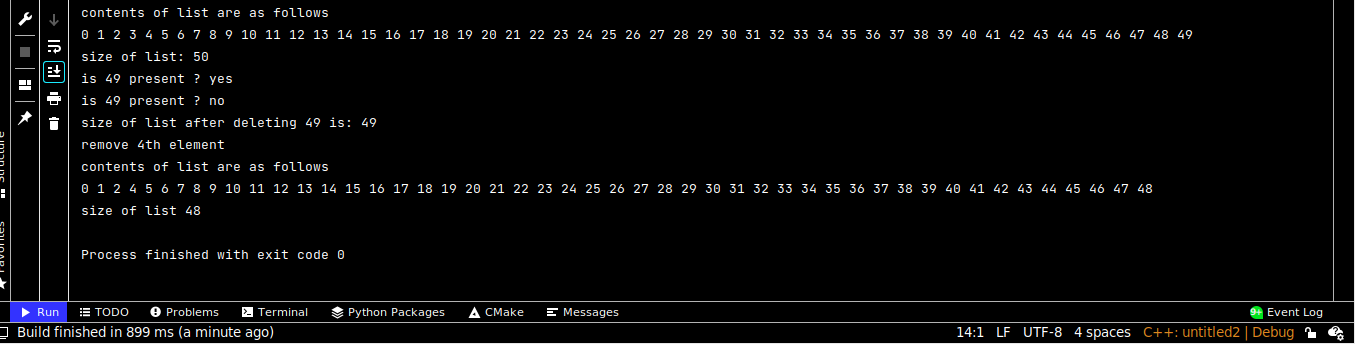 contents of list are as follows
0 1 2 3 4 5 6 7 8 9 10 11 12 13 14 15 16 17 18 19 20 21 22 23 24 25 26 27 28 29 30 31 32 33 34 35 36 37 38 39 40 41 42 43 44 45 46 47 48 49
size of list: 50
is 49 present ? yes
is 49 present ? no
size of list after deleting 49 is: 49
remove 4th element
contents of list are as follows
0 1 2 4 5 6 7 8 9 10 11 12 13 14 15 16 17 18 19 20 21 22 23 24 25 26 27 28 29 30 31 32 33 34 35 36 37 38 39 40 41 42 43 44 45 46 47 48
size of list 48
Process finished with exit code 0
Structure
Favorites
Run TODO Problems Terminal Python Packages CMake Messages 9+ Event Log
Build finished in 899 ms (a minute ago) 14:1 LF UTF-8 4 spaces C++: untitled2 | Debug